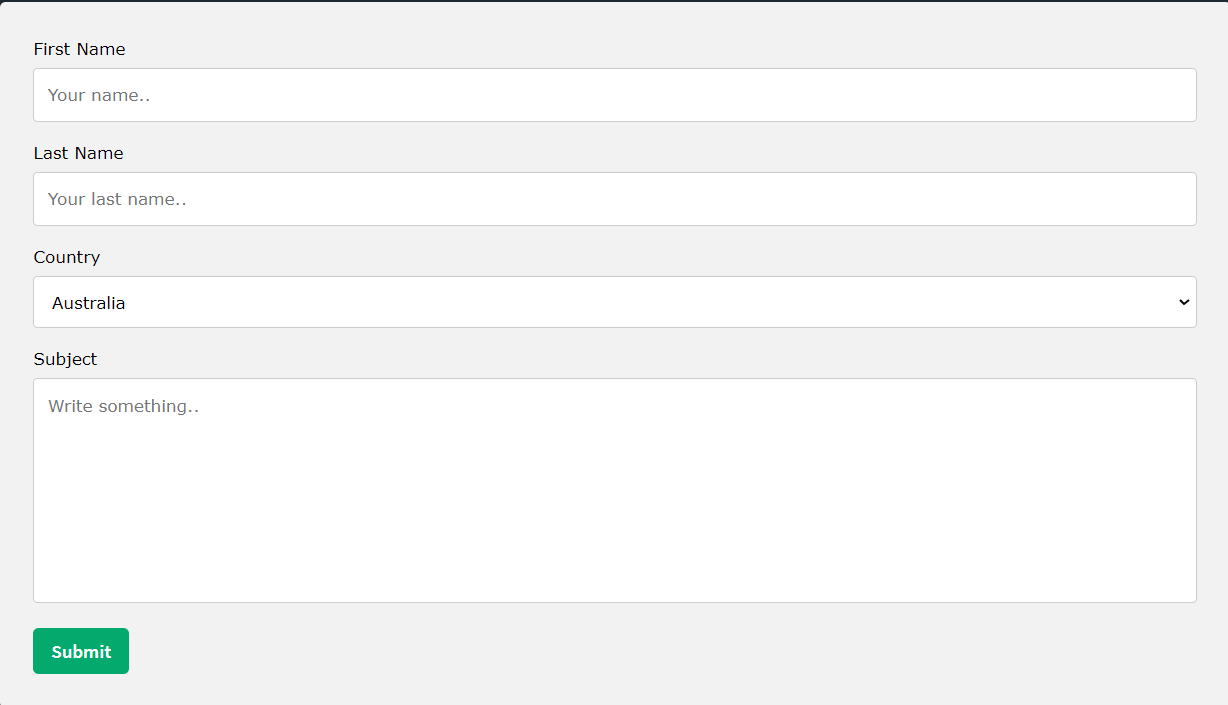 First Name
Your name..
Last Name
Your last name..
Country
Australia
Subject
Write something..
Submit